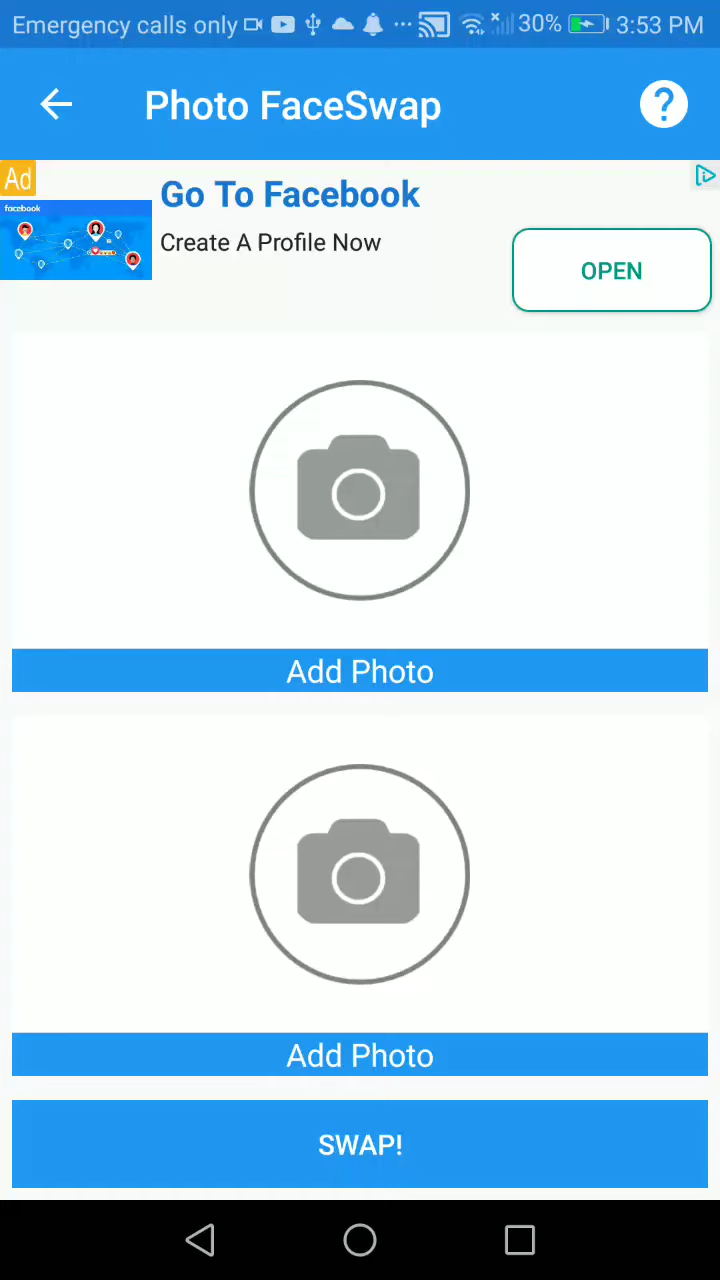 Emergency calls only 30% 3:53 PM
Photo FaceSwap
Ad
facebook
Go To Facebook
Create A Profile Now
OPEN
Add Photo
Add Photo
SWAP!